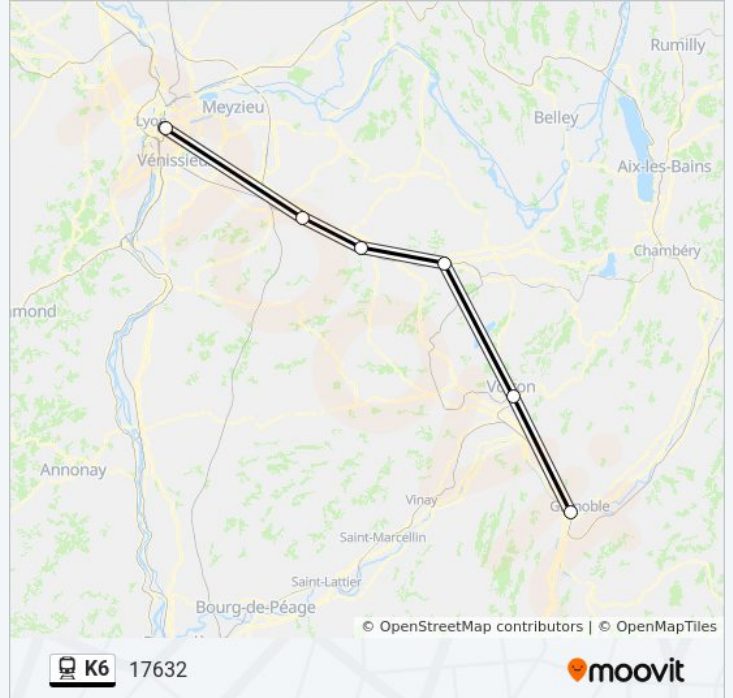 Rumilly
Meyzieu
Lyon
Belley
Vénissieux
Aix-les-Bains
Chambéry
mond
Voiron
Annonay
Vinay
Grenoble
Saint-Marcellin
Saint-Lattier
Bourg-de-Péage
© OpenStreetMap contributors | © OpenMapTiles
K6 17632
moovit